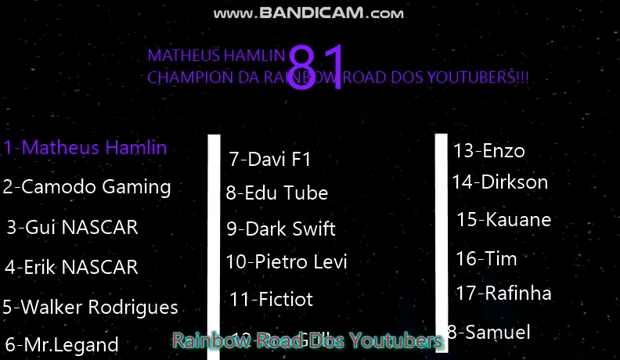 www.BANDICAM.com
MATHEUS HAMLIN
81
CHAMPION DA RAINBOW ROAD DOS YOUTUBERS!!!
1-Matheus Hamlin
2-Camodo Gaming
3-Gui NASCAR
4-Erik NASCAR
5-Walker Rodrigues
6-Mr.Legand
7-Davi F1
8-Edu Tube
9-Dark Swift
10-Pietro Levi
11-Fictiot
13-Enzo
14-Dirkson
15-Kauane
16-Tim
17-Rafinha
8-Samuel
Rainbow Road Dos Youtubers